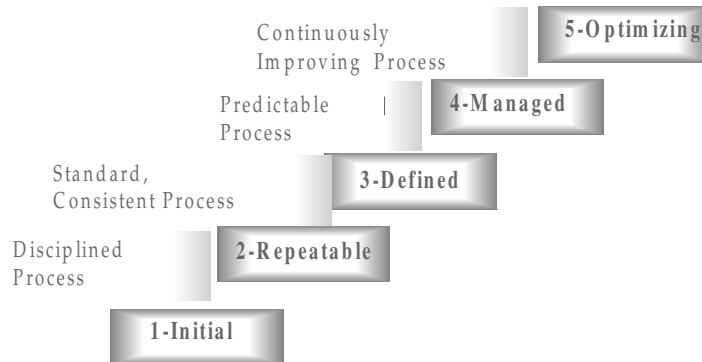 Continuously
Improving Process
5-Optimizing
Predictable
Process
4-Managed
Standard,
Consistent Process
3-Defined
Disciplined
Process
2-Repeatable
1-Initial